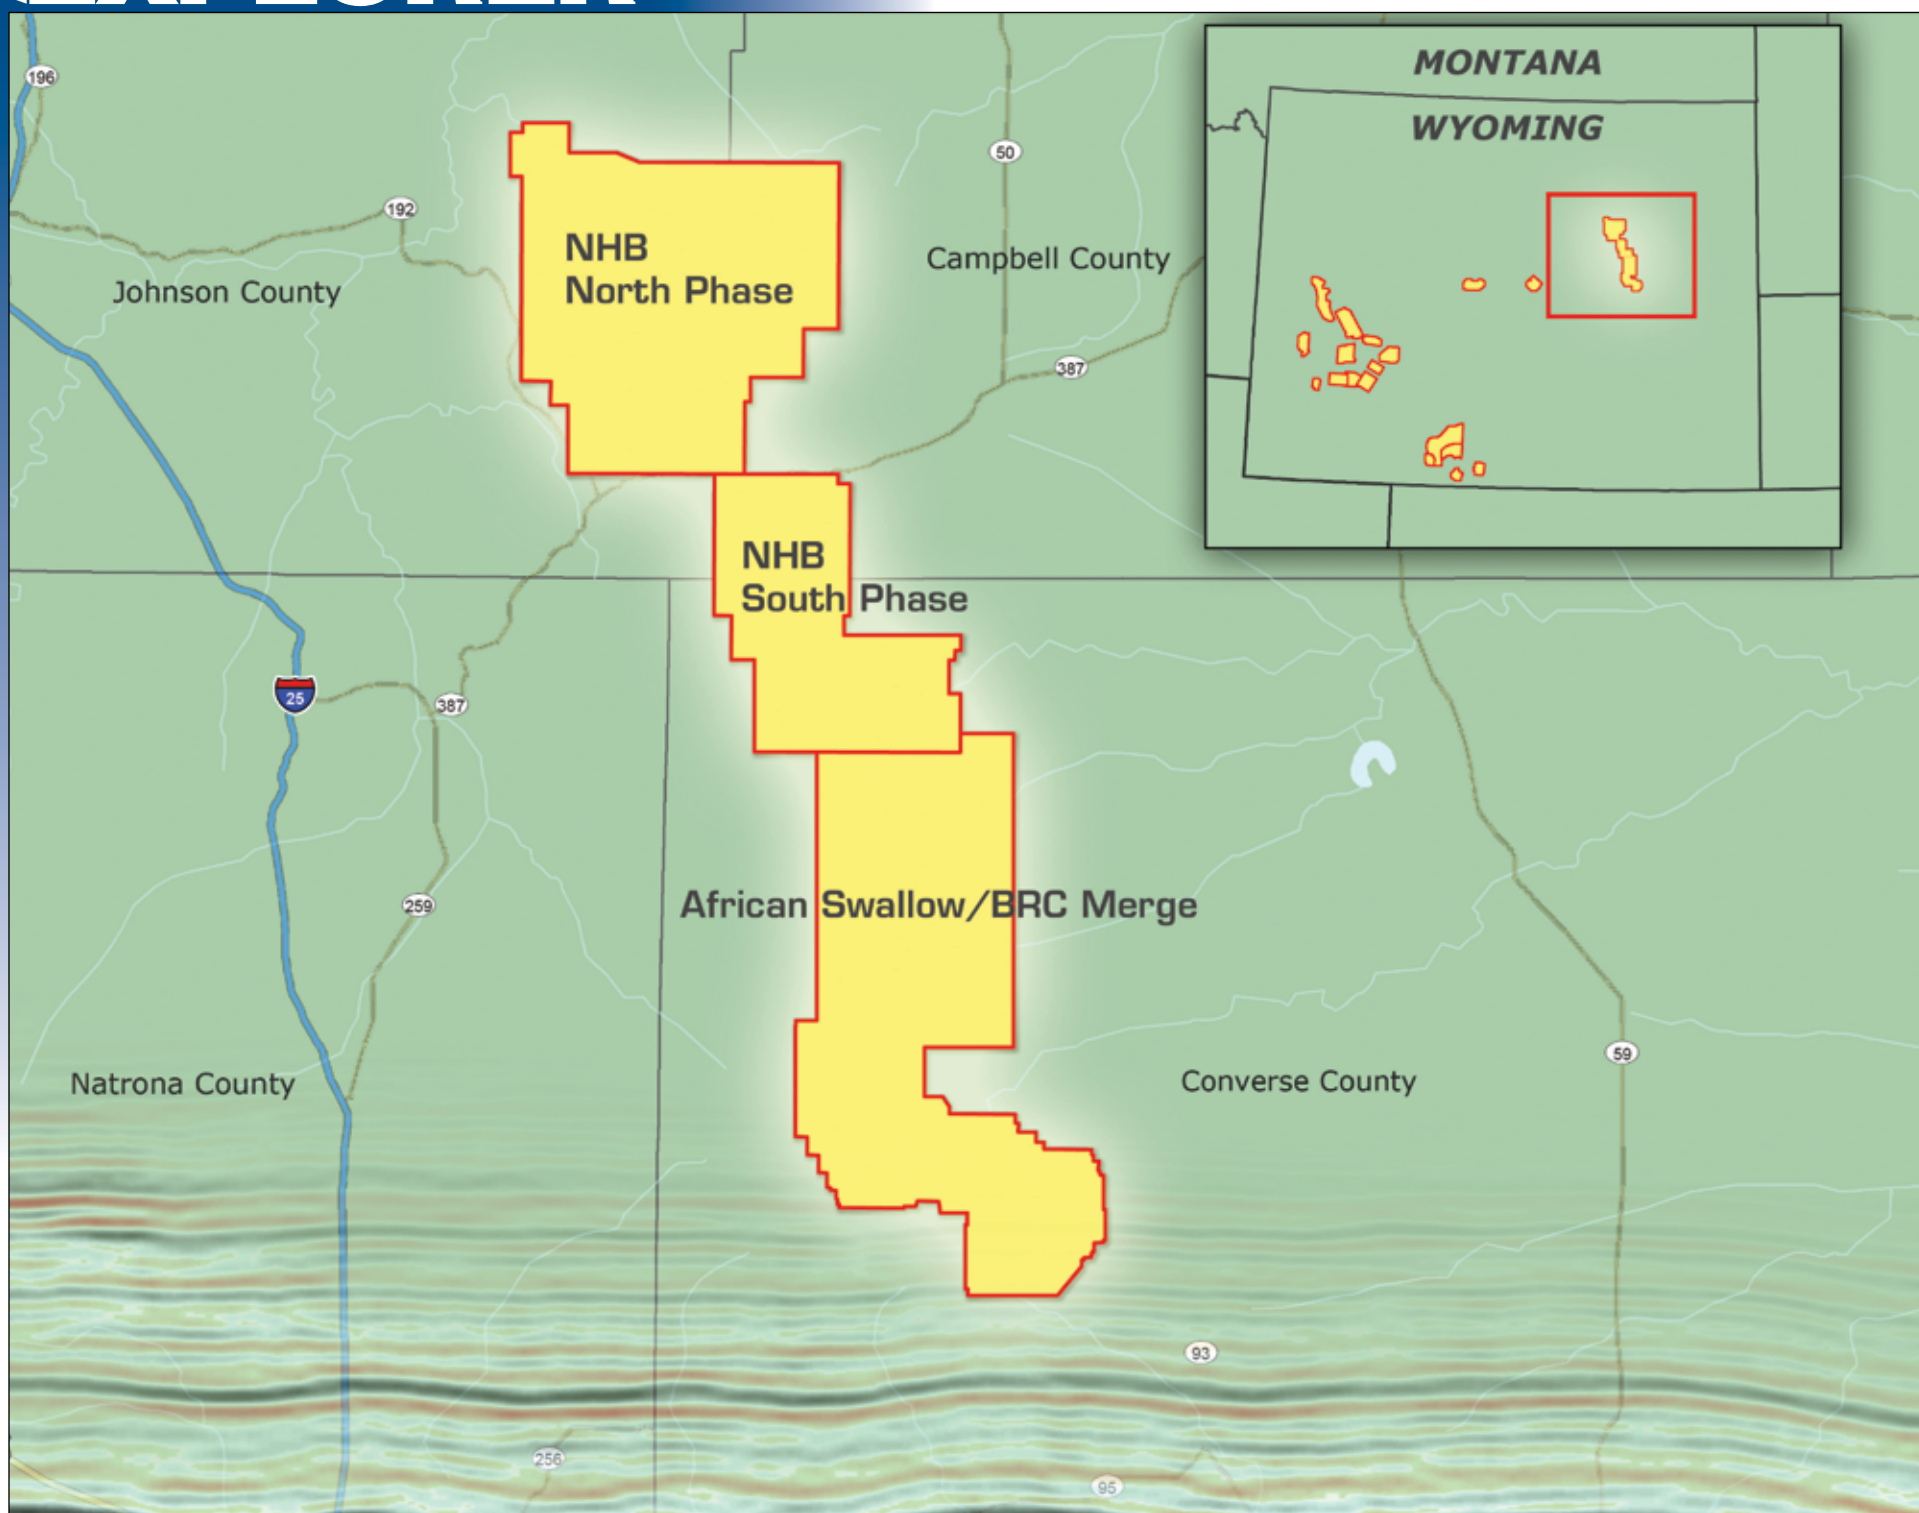 EXPLORER
MONTANA
WYOMING
196
50
192
NHB
North Phase
Campbell County
Johnson County
387
NHB
South Phase
25
387
African Swallow/BRC Merge
259
59
Natrona County
Converse County
93
256
95